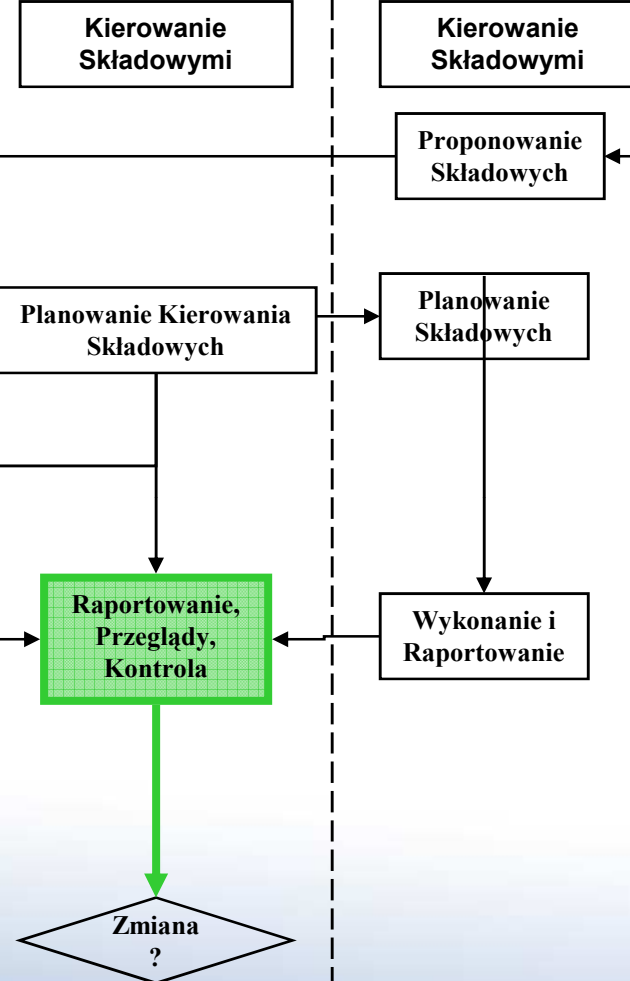 Kierowanie
Składowymi
Kierowanie
Składowymi
Proponowanie
Składowych
Planowanie Kierowania
Składowych
Planowanie
Składowych
Raportowanie,
Przeglądy,
Kontrola
Wykonanie i
Raportowanie
Zmiana
?